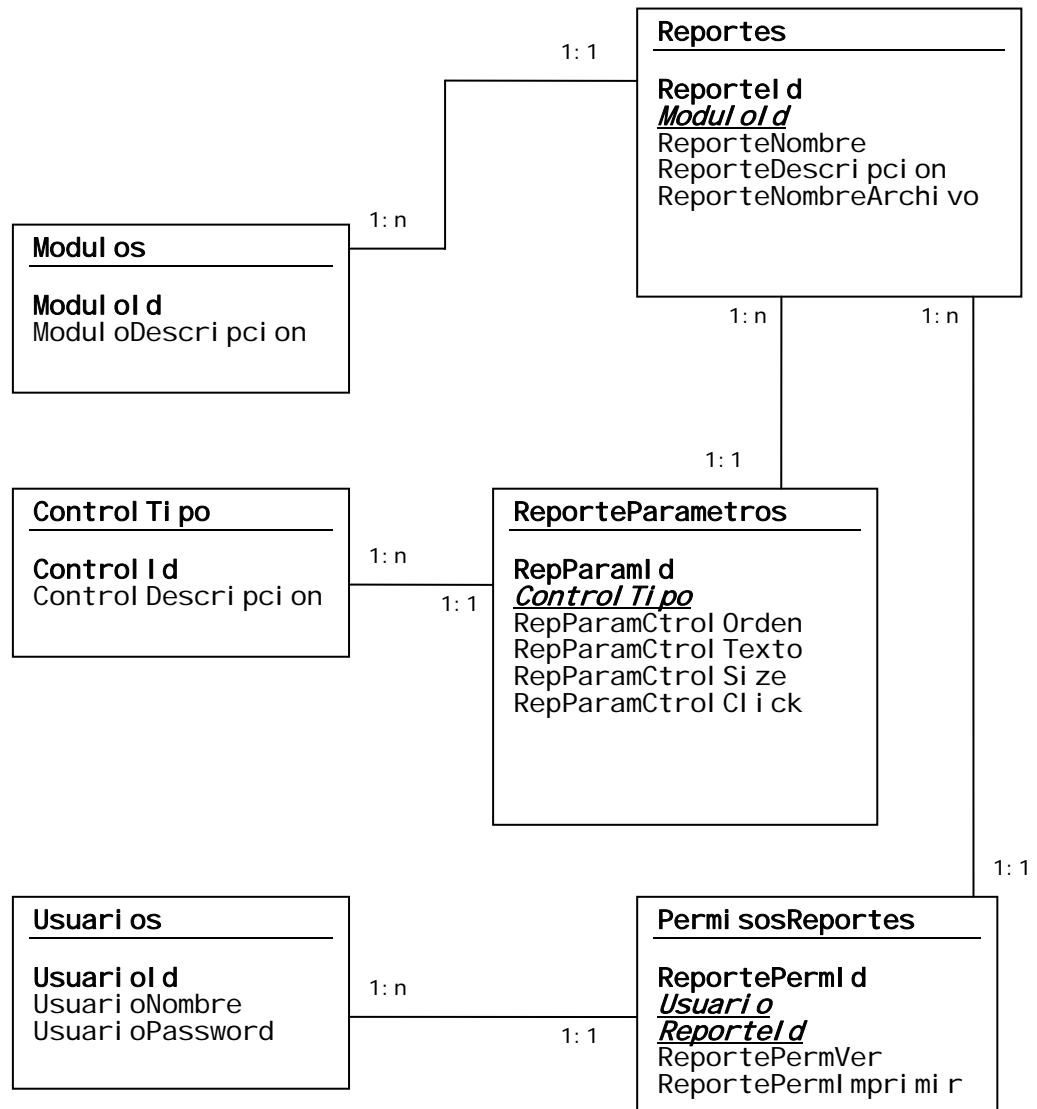 Reportes
1:1
ReporteId
ModuloId
ReporteNombre
ReporteDescripcion
ReporteNombreArchivo
1:n
Modulos
ModuloId
ModuloDescripcion
1:n
1:n
1:1
ControlTipo
ControlId
ControlDescripcion
1:n
1:1
ReporteParametros
RepParamId
ControlTipo
RepParamCtrolOrden
RepParamCtrolTexto
RepParamCtrolSize
RepParamCtrolClick
1:1
Usuarios
UsuarioId
UsuarioNombre
UsuarioPassword
1:n
1:1
PermisosReportes
ReportePermId
Usuario
ReporteId
ReportePermVer
ReportePermImprimir